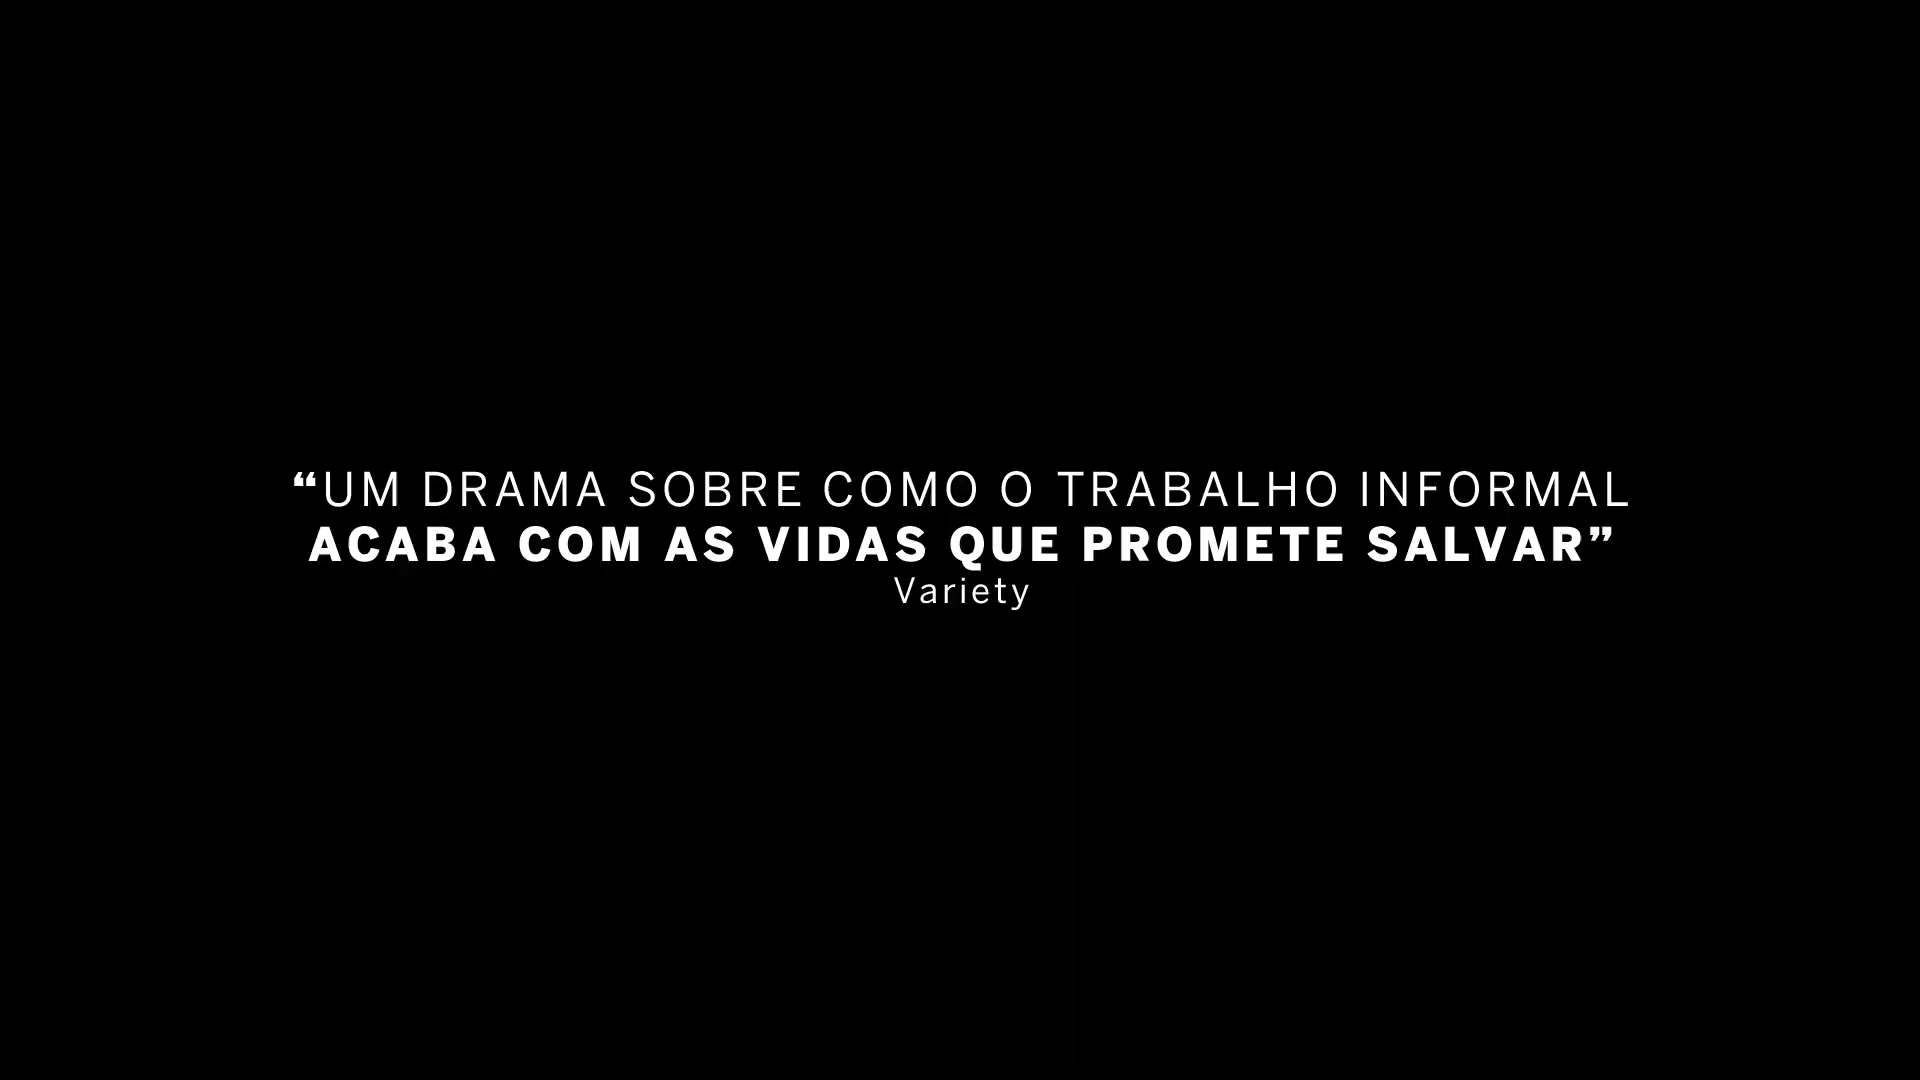 “UM DRAMA SOBRE COMO O TRABALHO INFORMAL
ACABA COM AS VIDAS QUE PROMETE SALVAR”
Variety